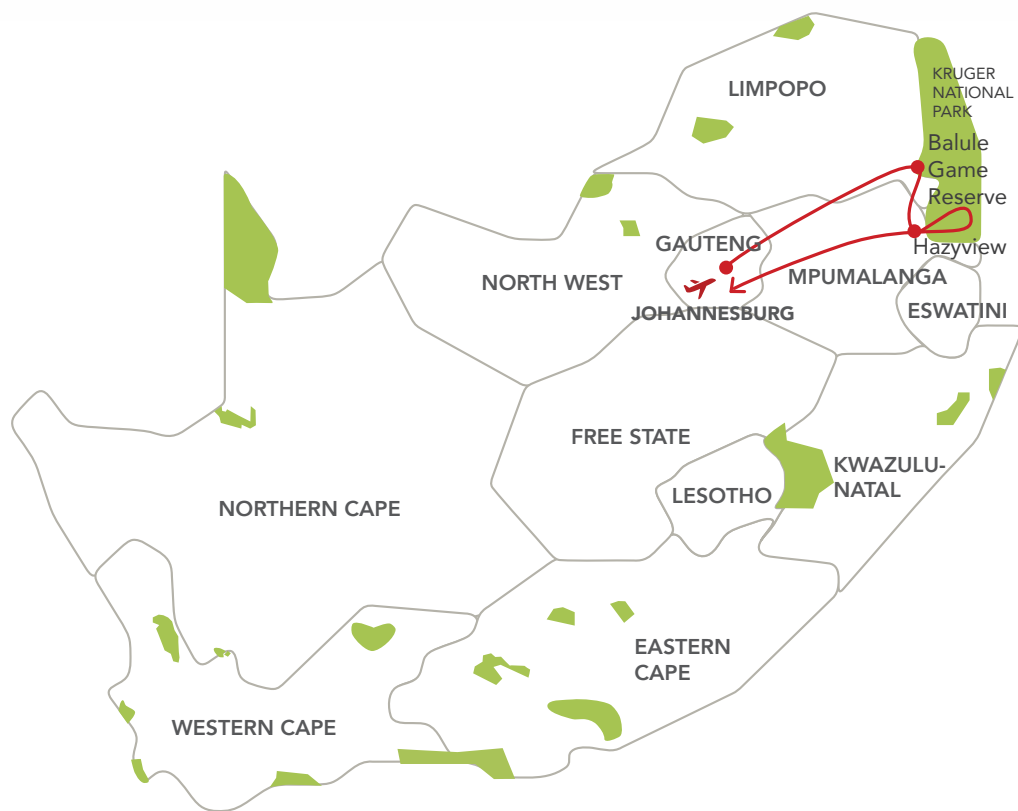 LIMPOPO
KRUGER
NATIONAL
PARK
Balule
Game
Reserve
Hazyview
GAUTENG
NORTH WEST
MPUMALANGA
JOHANNESBURG
ESWATINI
FREE STATE
KWAZULU-
NATAL
LESOTHO
NORTHERN CAPE
EASTERN
CAPE
WESTERN CAPE